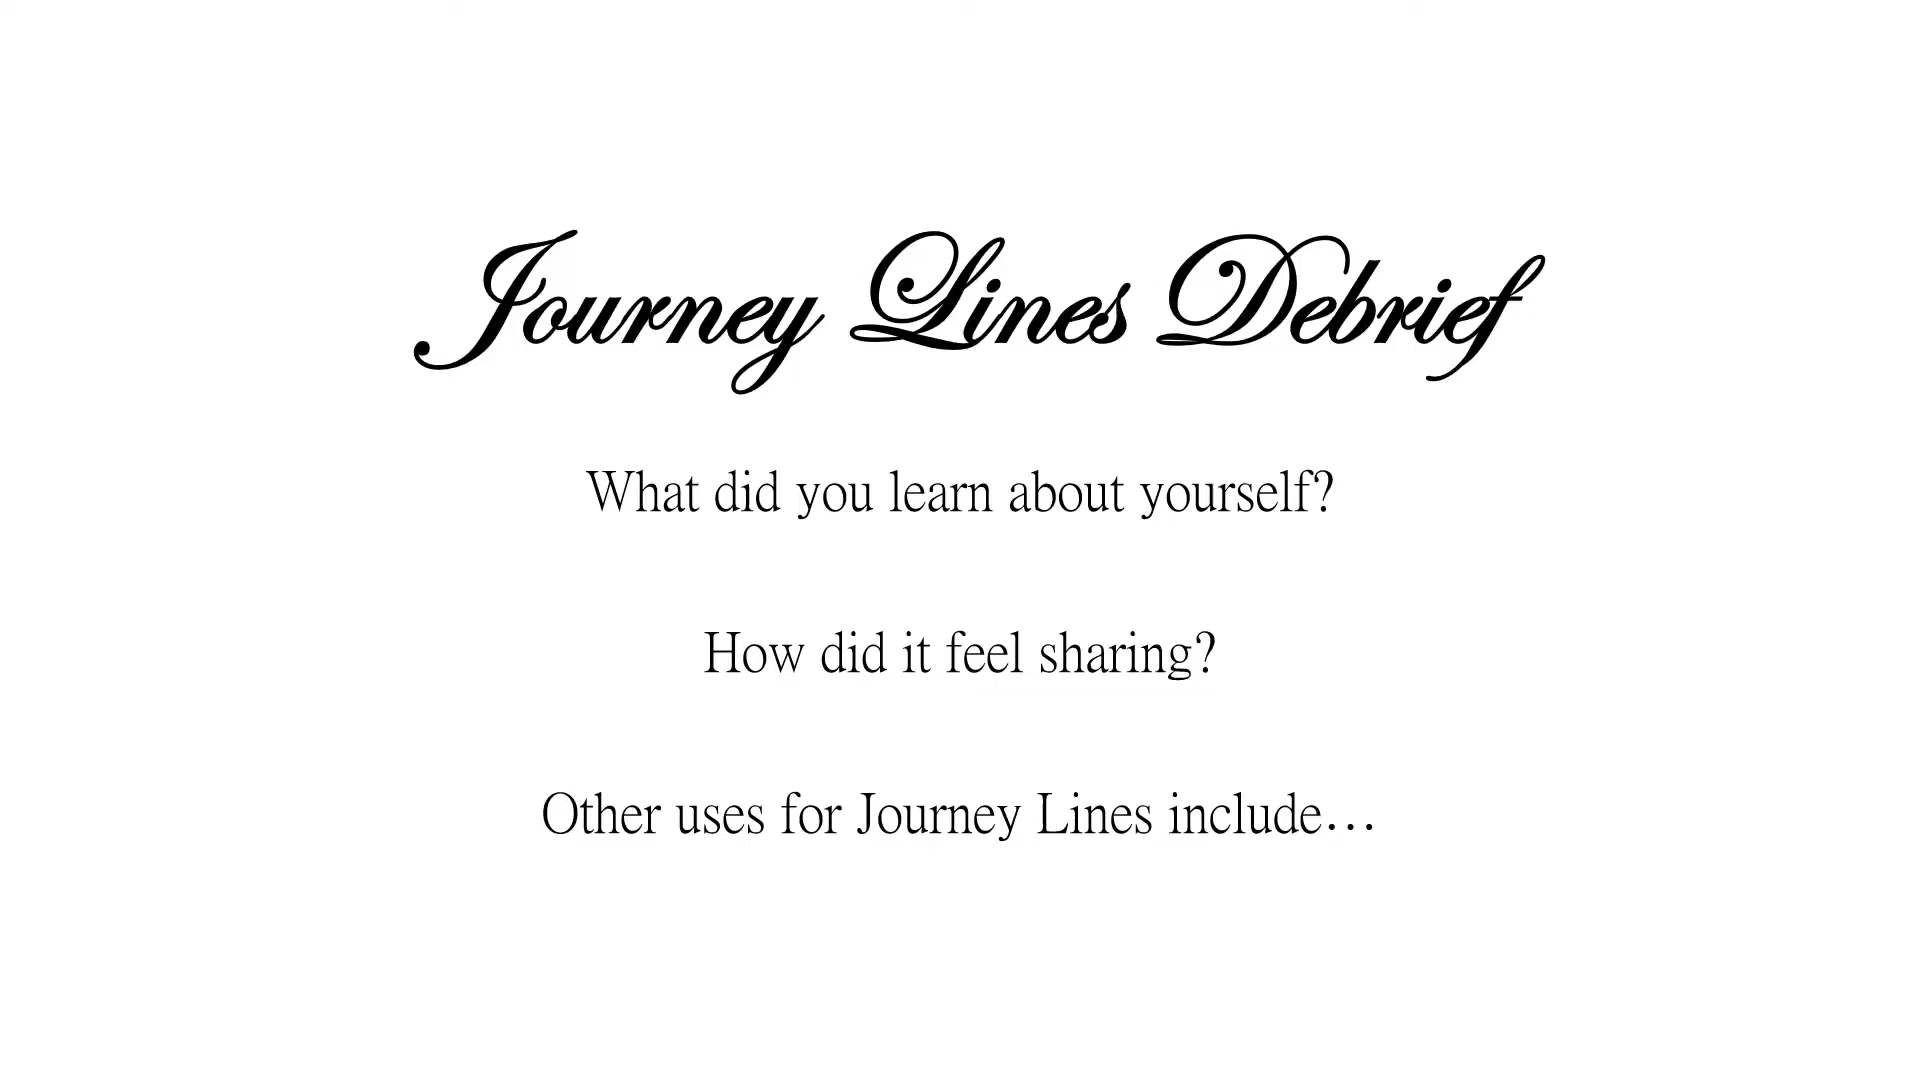 Journey Lines Debrief
What did you learn about yourself?
How did it feel sharing?
Other uses for Journey Lines include…